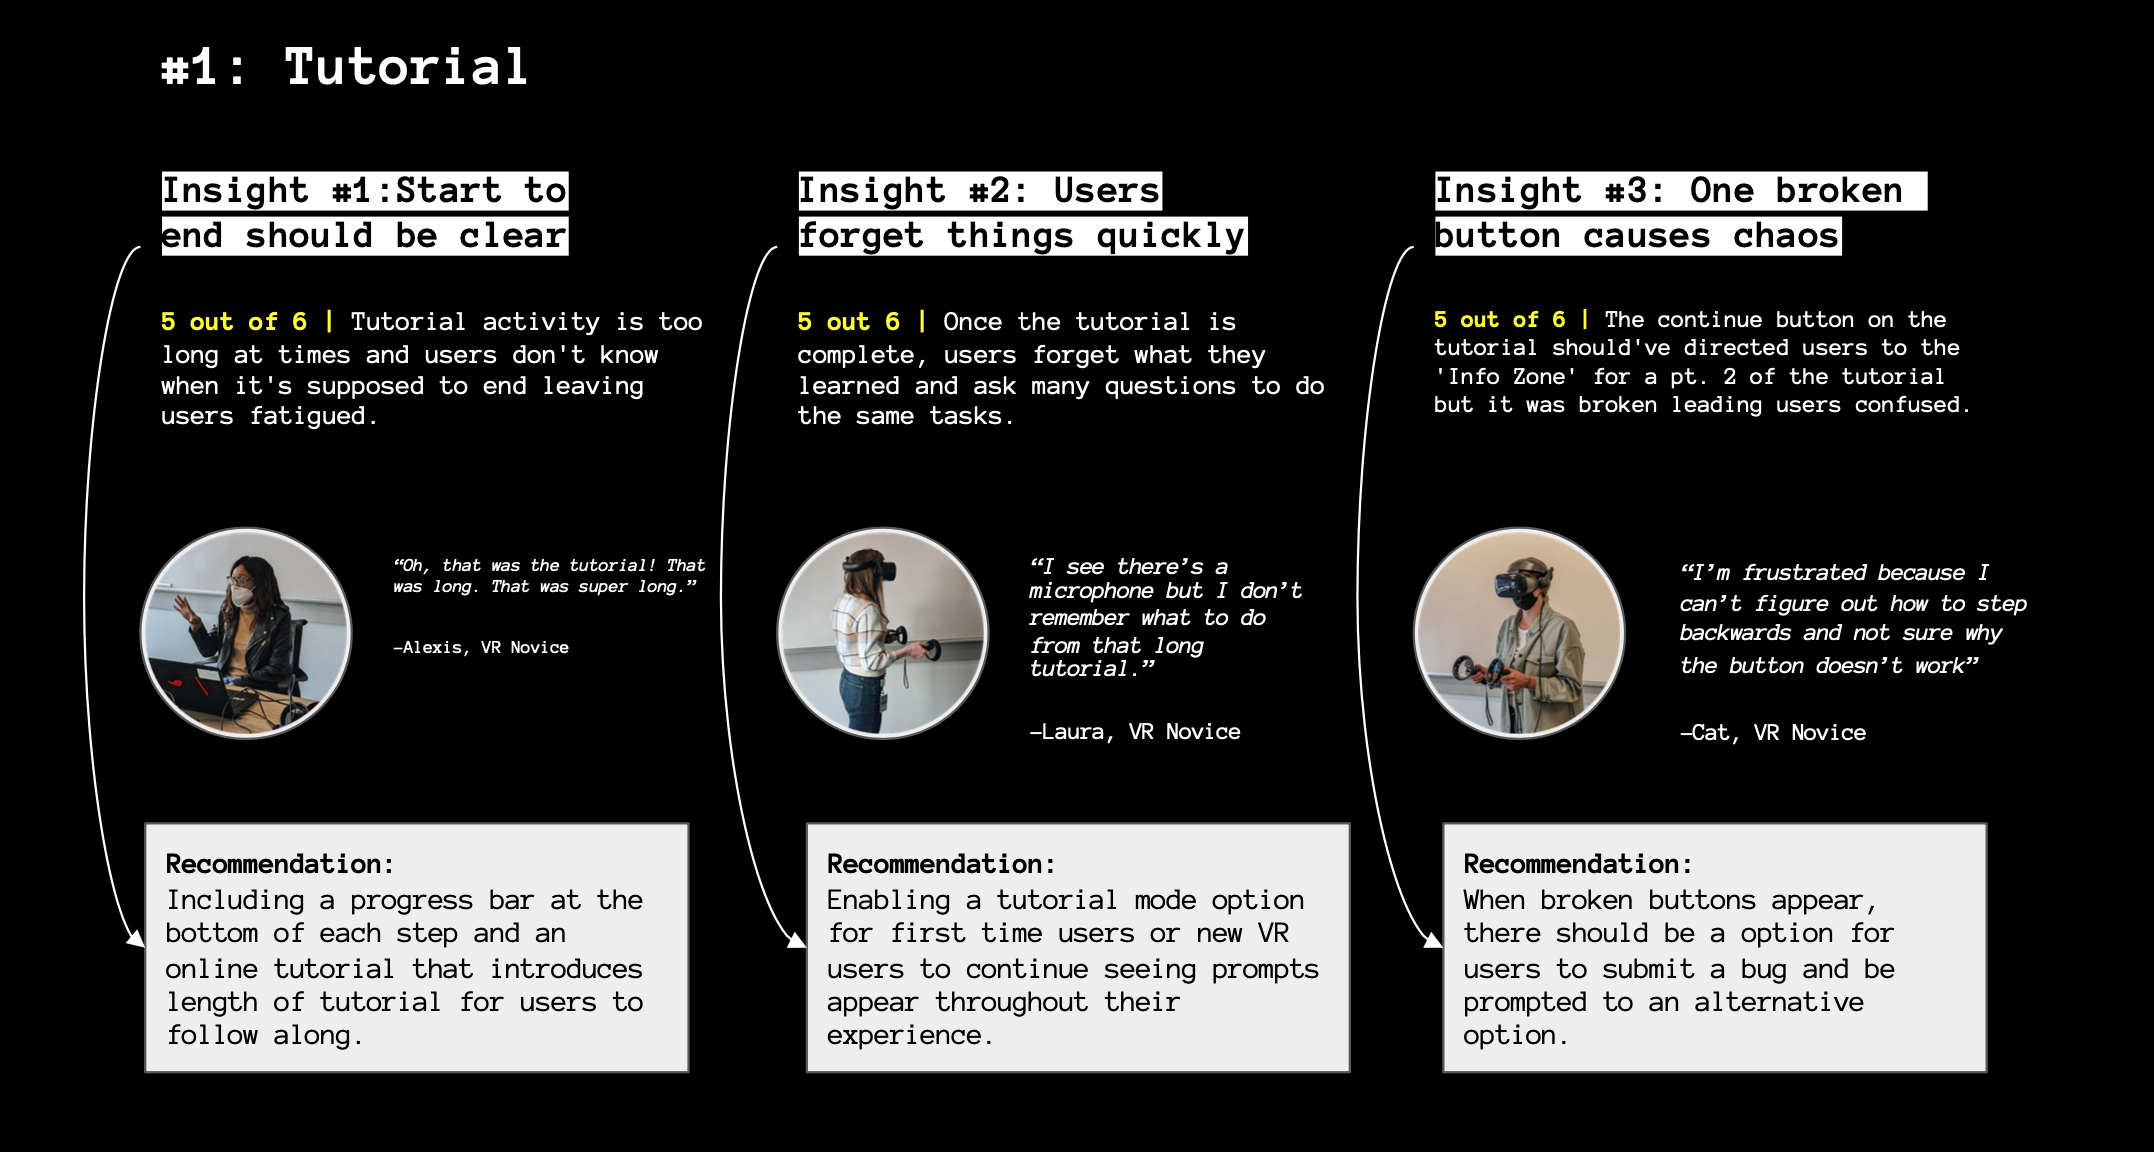 #1: Tutorial
Insight #1:Start to
end should be clear
5 out of 6 | Tutorial activity is too
long at times and users don't know
when it's supposed to end leaving
users fatigued.
“Oh, that was the tutorial! That
was long. That was super long.”
–Alexis, VR Novice
Recommendation:
Including a progress bar at the
bottom of each step and an
online tutorial that introduces
length of tutorial for users to
follow along.
Insight #2: Users
forget things quickly
5 out 6 | Once the tutorial is
complete, users forget what they
learned and ask many questions to do
the same tasks.
“I see there’s a
microphone but I don’t
remember what to do
from that long
tutorial.”
–Laura, VR Novice
Recommendation:
Enabling a tutorial mode option
for first time users or new VR
users to continue seeing prompts
appear throughout their
experience.
Insight #3: One broken
button causes chaos
5 out of 6 | The continue button on the
tutorial should've directed users to the
'Info Zone' for a pt. 2 of the tutorial
but it was broken leading users confused.
“I’m frustrated because I
can’t figure out how to step
backwards and not sure why
the button doesn’t work”
–Cat, VR Novice
Recommendation:
When broken buttons appear,
there should be a option for
users to submit a bug and be
prompted to an alternative
option.